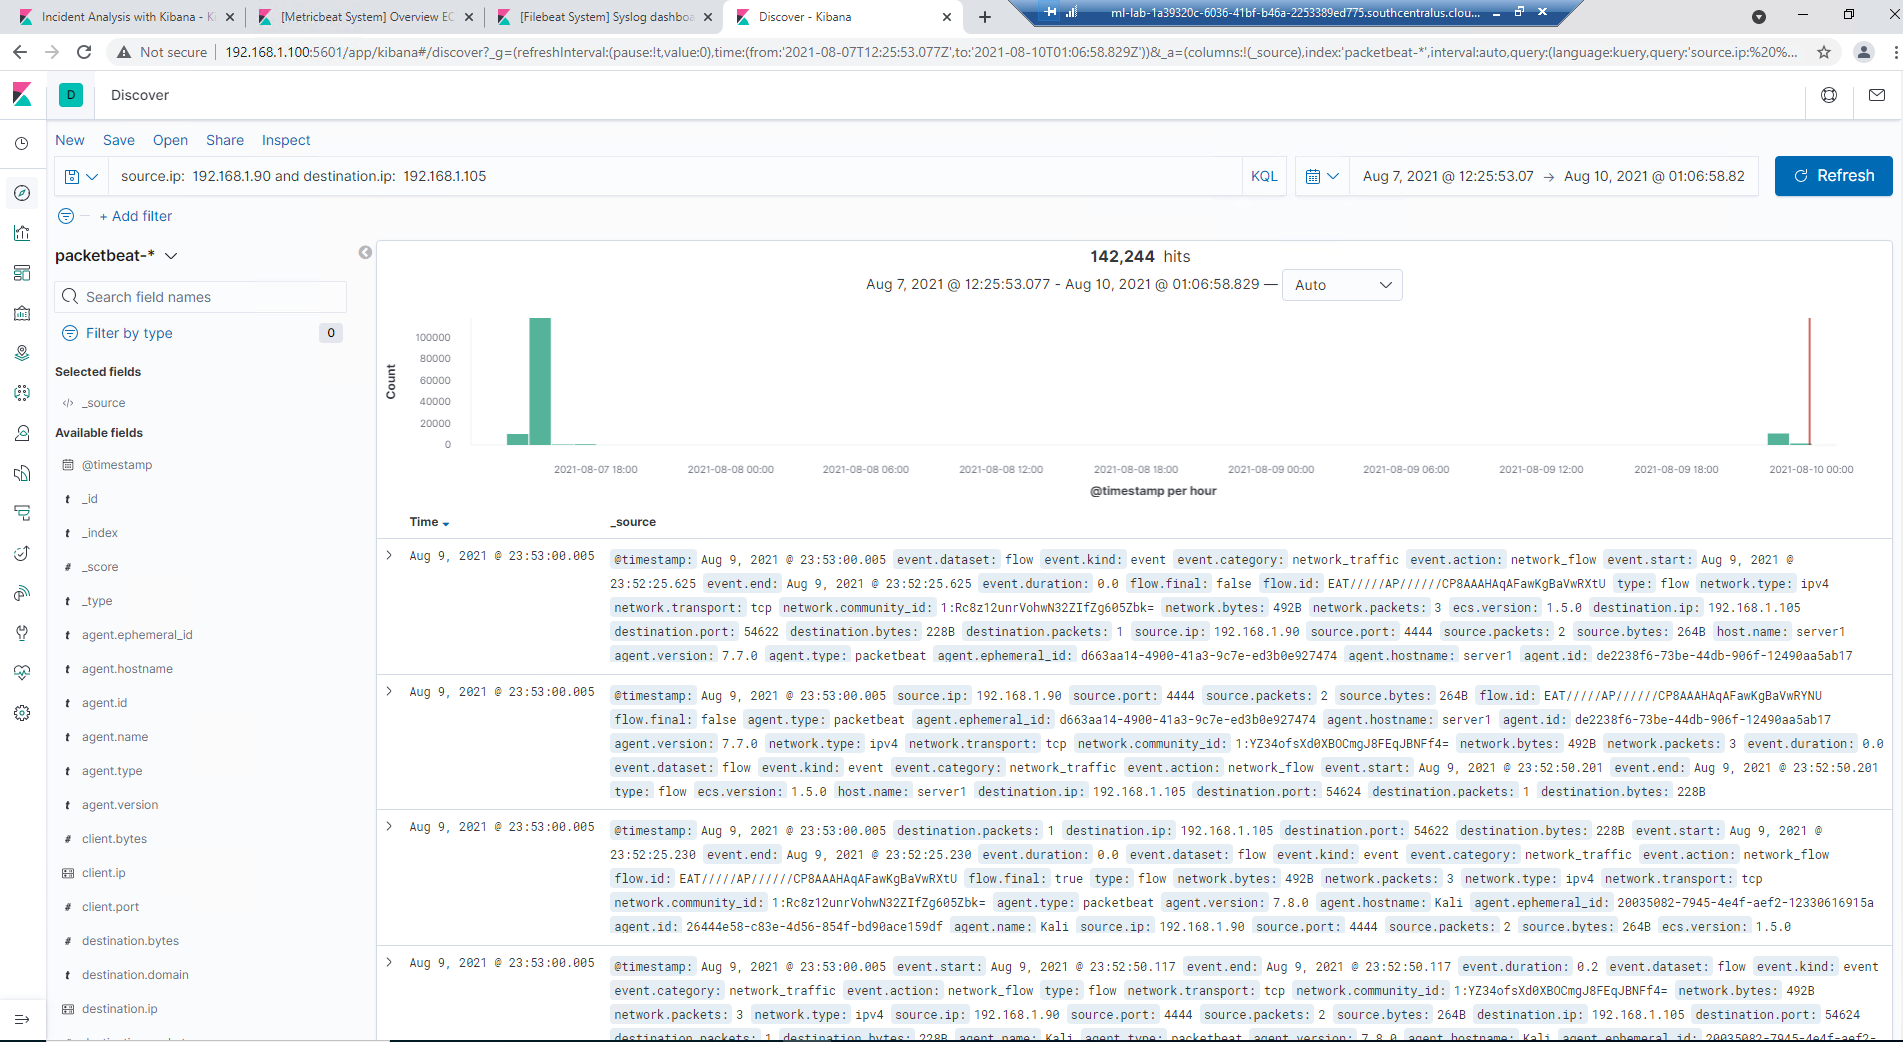 Incident Analysis with Kibana - Ki
[Metricbeat System] Overview EC
[Filebeat System] Syslog dashboa
Discover - Kibana
ml-lab-1a39320c-6036-41bf-b46a-2253389ed775.southcentralus.clou...
Not secure | 192.168.1.100:5601/app/kibana#/discover?_g=(refreshInterval:(pause:!t,value:0),time:(from:'2021-08-07T12:25:53.077Z',to:'2021-08-10T01:06:58.829Z'))&_a=(columns:!(_source),index:'packetbeat-*',interval:auto,query:(language:kuery,query:'source.ip:%20%...
D Discover
New Save Open Share Inspect
source.ip: 192.168.1.90 and destination.ip: 192.168.1.105
KQL
Aug 7, 2021 @ 12:25:53.07 → Aug 10, 2021 @ 01:06:58.82
Refresh
+ Add filter
packetbeat-*
Search field names
Filter by type 0
Selected fields
_source
Available fields
@timestamp
t _id
t _index
# _score
t _type
t agent.ephemeral_id
t agent.hostname
t agent.id
t agent.name
t agent.type
t agent.version
# client.bytes
client.ip
# client.port
# destination.bytes
t destination.domain
destination.ip
142,244 hits
Aug 7, 2021 @ 12:25:53.077 - Aug 10, 2021 @ 01:06:58.829 — Auto
Count
100000
80000
60000
40000
20000
0
2021-08-07 18:00 2021-08-08 00:00 2021-08-08 06:00 2021-08-08 12:00 2021-08-08 18:00 2021-08-09 00:00 2021-08-09 06:00 2021-08-09 12:00 2021-08-09 18:00 2021-08-10 00:00
@timestamp per hour
Time _source
Aug 9, 2021 @ 23:53:00.005
@timestamp: Aug 9, 2021 @ 23:53:00.005 event.dataset: flow event.kind: event event.category: network_traffic event.action: network_flow event.start: Aug 9, 2021 @
23:52:25.625 event.end: Aug 9, 2021 @ 23:52:25.625 event.duration: 0.0 flow.final: false flow.id: EAT/////AP//////CP8AAAHAqAFawKgBaVwRXtU type: flow network.type: ipv4
network.transport: tcp network.community_id: 1:Rc8z12unrVohwN32ZIfZg605Zbk= network.bytes: 492B network.packets: 3 ecs.version: 1.5.0 destination.ip: 192.168.1.105
destination.port: 54622 destination.bytes: 228B destination.packets: 1 source.ip: 192.168.1.90 source.port: 4444 source.packets: 2 source.bytes: 264B host.name: server1
agent.version: 7.7.0 agent.type: packetbeat agent.ephemeral_id: d663aa14-4900-41a3-9c7e-ed3b0e927474 agent.hostname: server1 agent.id: de2238f6-73be-44db-906f-12490aa5ab17
Aug 9, 2021 @ 23:53:00.005
@timestamp: Aug 9, 2021 @ 23:53:00.005 source.ip: 192.168.1.90 source.port: 4444 source.packets: 2 source.bytes: 264B flow.id: EAT/////AP//////CP8AAAHAqAFawKgBaVwRYNU
flow.final: false agent.type: packetbeat agent.ephemeral_id: d663aa14-4900-41a3-9c7e-ed3b0e927474 agent.hostname: server1 agent.id: de2238f6-73be-44db-906f-12490aa5ab17
agent.version: 7.7.0 network.type: ipv4 network.transport: tcp network.community_id: 1:YZ34ofsXd0XBOCmgJ8FEqJBNFf4= network.bytes: 492B network.packets: 3 event.duration: 0.0
event.dataset: flow event.kind: event event.category: network_traffic event.action: network_flow event.start: Aug 9, 2021 @ 23:52:50.201 event.end: Aug 9, 2021 @ 23:52:50.201
type: flow ecs.version: 1.5.0 host.name: server1 destination.ip: 192.168.1.105 destination.port: 54624 destination.packets: 1 destination.bytes: 228B
Aug 9, 2021 @ 23:53:00.005
@timestamp: Aug 9, 2021 @ 23:53:00.005 destination.packets: 1 destination.ip: 192.168.1.105 destination.port: 54622 destination.bytes: 228B event.start: Aug 9, 2021 @
23:52:25.230 event.end: Aug 9, 2021 @ 23:52:25.230 event.duration: 0.0 event.dataset: flow event.kind: event event.category: network_traffic event.action: network_flow
flow.id: EAT/////AP//////CP8AAAHAqAFawKgBaVwRXtU flow.final: true type: flow network.bytes: 492B network.packets: 3 network.type: ipv4 network.transport: tcp
network.community_id: 1:Rc8z12unrVohwN32ZIfZg605Zbk= agent.type: packetbeat agent.version: 7.8.0 agent.hostname: Kali agent.ephemeral_id: 20035082-7945-4e4f-aef2-12330616915a
agent.id: 26444e58-c83e-4d56-854f-bd90ace159df agent.name: Kali source.ip: 192.168.1.90 source.port: 4444 source.packets: 2 source.bytes: 264B ecs.version: 1.5.0
Aug 9, 2021 @ 23:53:00.005
@timestamp: Aug 9, 2021 @ 23:53:00.005 event.start: Aug 9, 2021 @ 23:52:50.117 event.end: Aug 9, 2021 @ 23:52:50.117 event.duration: 0.2 event.dataset: flow event.kind: event
event.category: network_traffic event.action: network_flow type: flow network.transport: tcp network.community_id: 1:YZ34ofsXd0XBOCmgJ8FEqJBNFf4= network.bytes: 492B
network.packets: 3 network.type: ipv4 source.ip: 192.168.1.90 source.port: 4444 source.packets: 2 source.bytes: 264B destination.ip: 192.168.1.105 destination.port: 54624
destination.packets: 1 destination.bytes: 228B agent.name: Kali agent.type: packetbeat agent.version: 7.8.0 agent.hostname: Kali agent.ephemeral_id: 20035082-7945-4e4f-aef2-